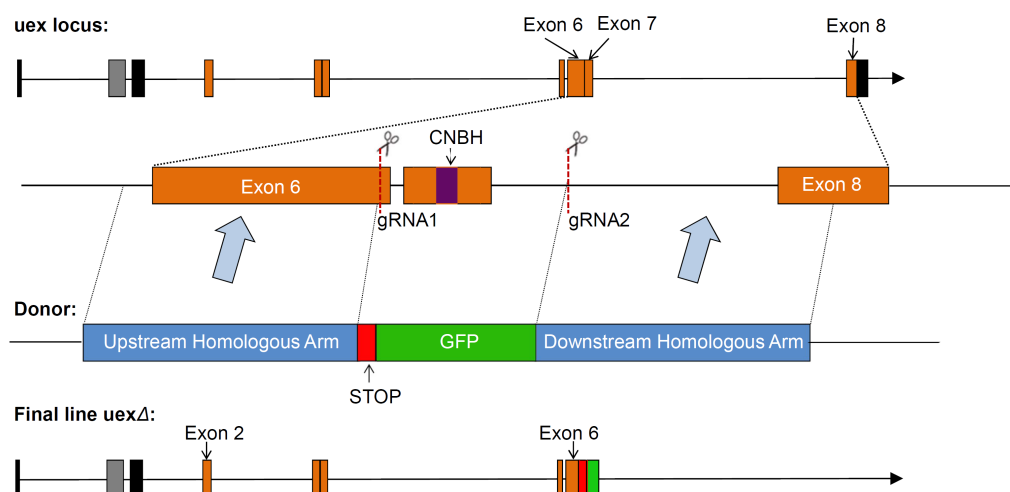 uex locus:
Exon 6
Exon 7
Exon 8
CNBH
Exon 6
Exon 8
gRNA1
gRNA2
Donor:
Upstream Homologous Arm
GFP
Downstream Homologous Arm
STOP
Final line uexΔ:
Exon 2
Exon 6